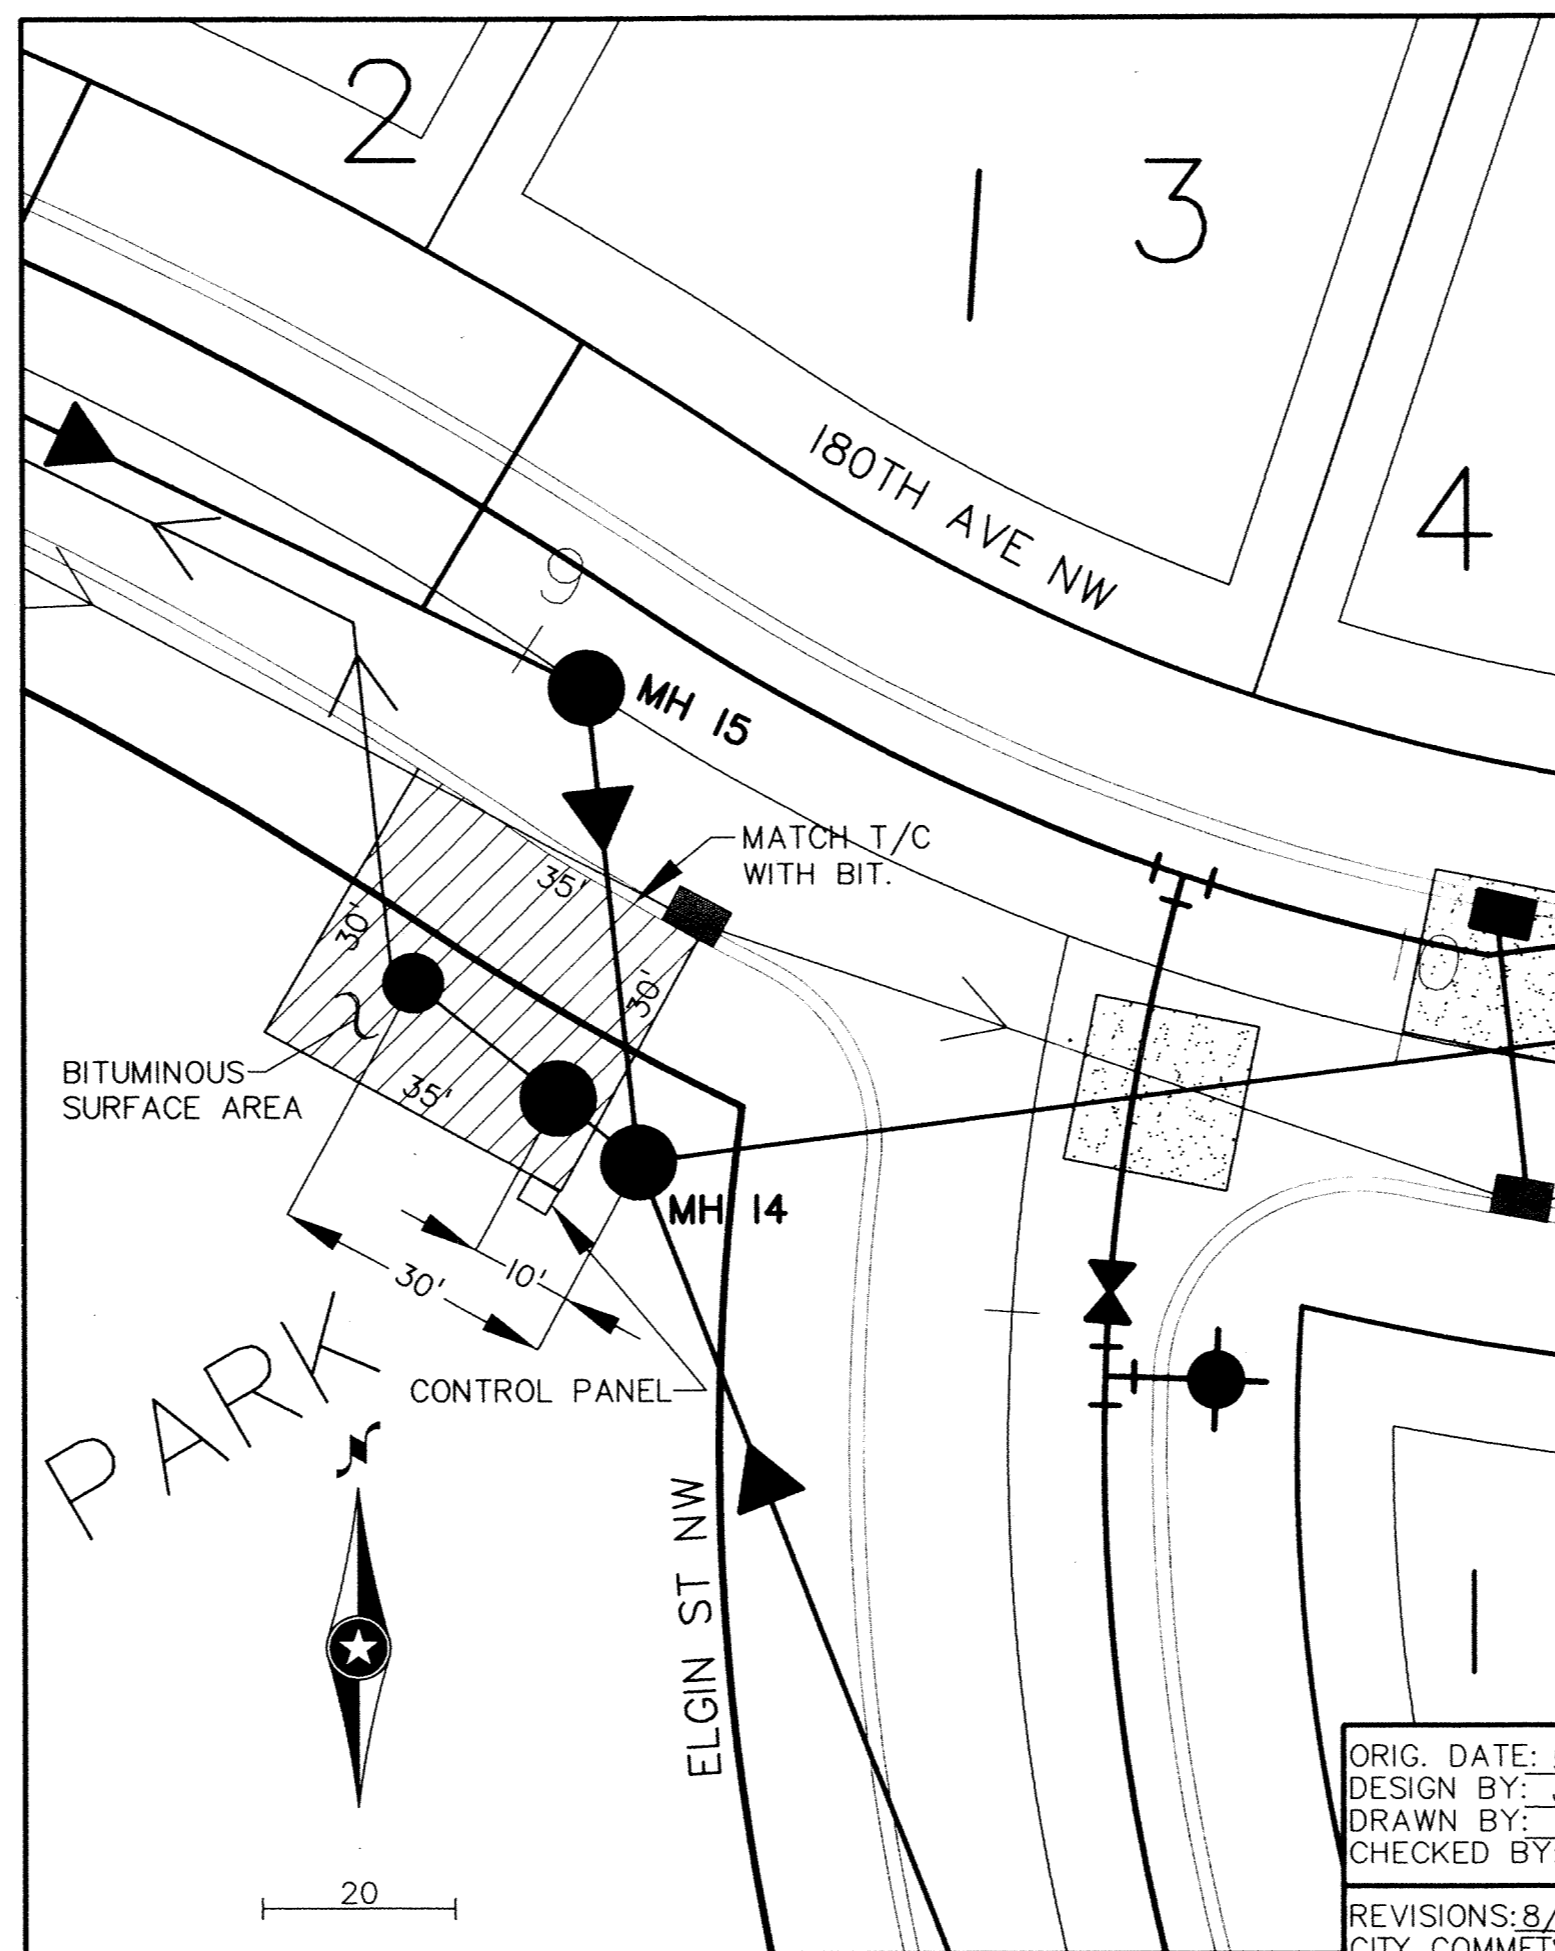 2
3
1
4
180TH AVE NW
9
MH 15
MATCH T/C
WITH BIT.
35'
30'
30'
35'
BITUMINOUS
SURFACE AREA
MH 14
10'
30'
CONTROL PANEL
PARK
N
ELGIN ST NW
1
20
ORIG. DATE:
DESIGN BY:
DRAWN BY:
CHECKED BY:
REVISIONS: 8/